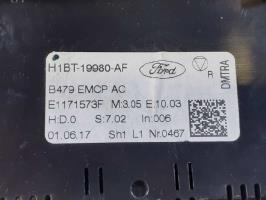 H1BT-19980-AF Ford R
B479 EMCP AC
E1171573F M:3.05 E:10.03
H:D.0 S:7.02 In:006
01.06.17 Sh1 L1 Nr.0467
DMTRA